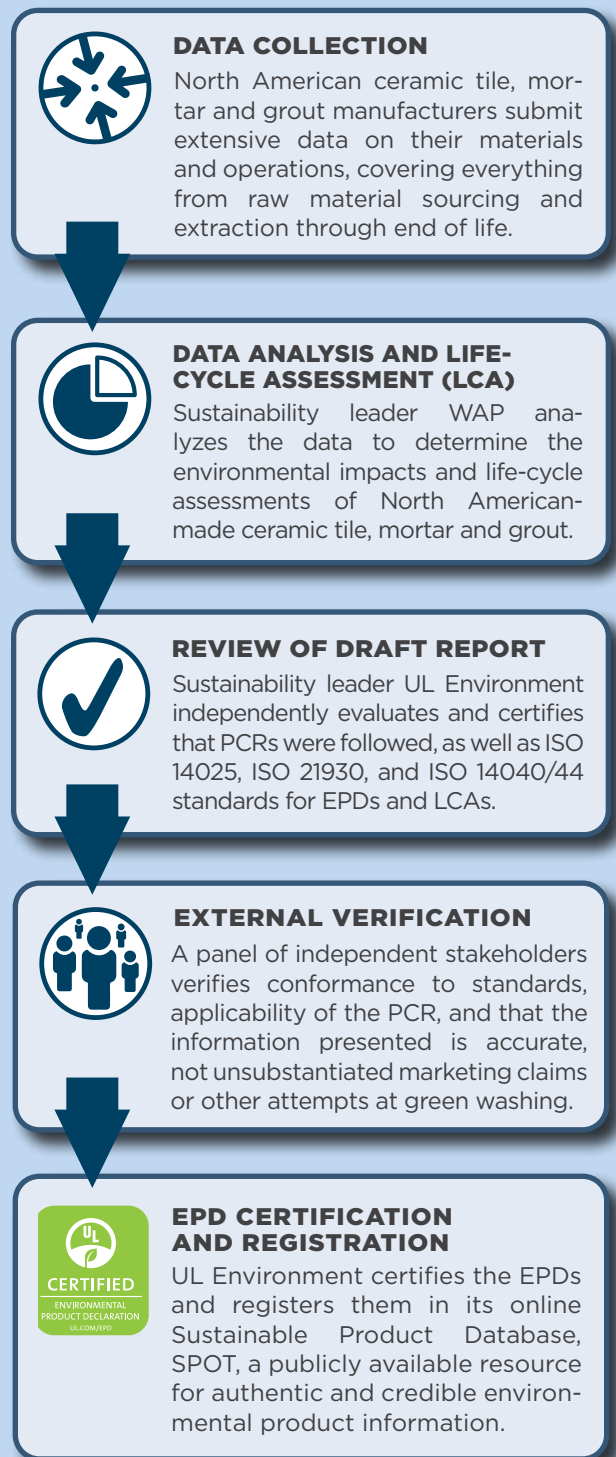 DATA COLLECTION
North American ceramic tile, mor-
tar and grout manufacturers submit
extensive data on their materials
and operations, covering everything
from raw material sourcing and
extraction through end of life.
DATA ANALYSIS AND LIFE-
CYCLE ASSESSMENT (LCA)
Sustainability leader WAP ana-
lyzes the data to determine the
environmental impacts and life-cycle
assessments of North American-
made ceramic tile, mortar and grout.
REVIEW OF DRAFT REPORT
Sustainability leader UL Environment
independently evaluates and certifies
that PCRs were followed, as well as ISO
14025, ISO 21930, and ISO 14040/44
standards for EPDs and LCAs.
EXTERNAL VERIFICATION
A panel of independent stakeholders
verifies conformance to standards,
applicability of the PCR, and that the
information presented is accurate,
not unsubstantiated marketing claims
or other attempts at green washing.
UL
CERTIFIED
ENVIRONMENTAL
PRODUCT DECLARATION
UL.COM/EPD
EPD CERTIFICATION
AND REGISTRATION
UL Environment certifies the EPDs
and registers them in its online
Sustainable Product Database,
SPOT, a publicly available resource
for authentic and credible environ-
mental product information.